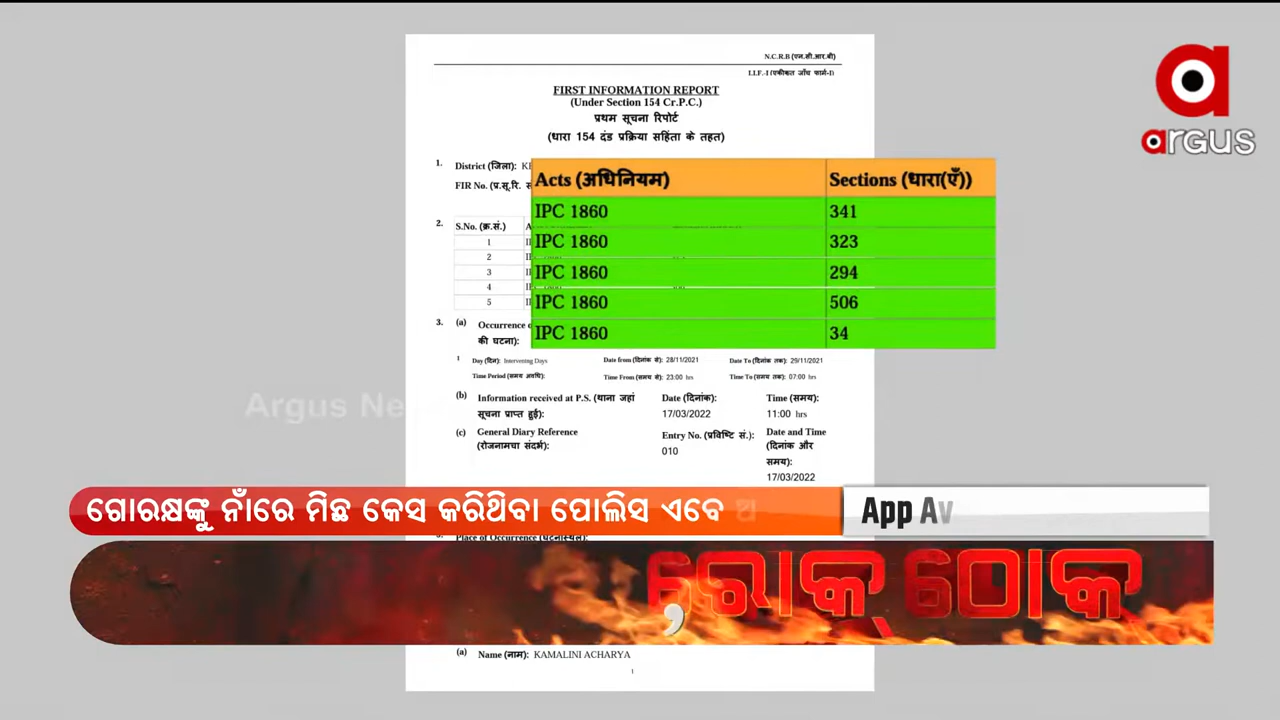 N.C.R.B (एन.सी.आर.बी)
I.I.F.-I (एकीकृत जाँच फार्म-I)
FIRST INFORMATION REPORT
(Under Section 154 Cr.P.C.)
प्रथम सूचना रिपोर्ट
(धारा 154 दंड प्रक्रिया सहिंता के तहत)
argus
1. District (जिला):
FIR No. (प्र.सू.रि.
Acts (अधिनियम) Sections (धारा(एँ))
IPC 1860 341
IPC 1860 323
IPC 1860 294
IPC 1860 506
IPC 1860 34
2. S.No. (क्र.सं.)
1
2
3
4
5
3. (a) Occurrence
की घटना):
1 Day (दिन): Intervening Days Date from (दिनांक से): 28/11/2021 Date To (दिनांक तक): 29/11/2021
Time Period (समय अवधि): Time From (समय से): 23:00 hrs Time To (समय तक): 07:00 hrs
(b) Information received at P.S. (थाना जहां Date (दिनांक): Time (समय):
सूचना प्राप्त हुई): 17/03/2022 11:00 hrs
(c) General Diary Reference Entry No. (प्रविष्टि सं.): Date and Time
(रोजनामचा संदर्भ): 010 (दिनांक और
समय):
17/03/2022
Argus
ଗୋରକ୍ଷଙ୍କୁ ନାଁରେ ମିଛ କେସ କରିଥିବା ପୋଲିସ ଏବେ
App Av
Place of Occurrence (घटनास्थल):
ରୋକ୍ ଠୋକ
,
(a) Name (नाम): KAMALINI ACHARYA
1